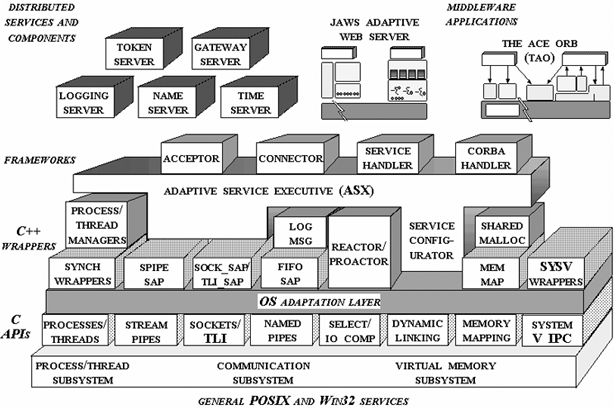 DISTRIBUTED
SERVICES AND
COMPONENTS
TOKEN
SERVER
GATEWAY
SERVER
LOGGING
SERVER
NAME
SERVER
TIME
SERVER
JAWS ADAPTIVE
WEB SERVER
MIDDLEWARE
APPLICATIONS
THE ACE ORB
(TAO)
FRAMEWORKS
ACCEPTOR
CONNECTOR
SERVICE
HANDLER
CORBA
HANDLER
ADAPTIVE SERVICE EXECUTIVE (ASX)
C++
WRAPPERS
PROCESS/
THREAD
MANAGERS
LOG
MSG
REACTOR/
PROACTOR
SERVICE
CONFIG-
URATOR
SHARED
MALLOC
SYNCH
WRAPPERS
SPIPE
SAP
SOCK_SAP/
TLI_SAP
FIFO
SAP
MEM
MAP
SYSV
WRAPPERS
OS ADAPTATION LAYER
C
APIS
PROCESSES/
THREADS
STREAM
PIPES
SOCKETS/
TLI
NAMED
PIPES
SELECT/
IO COMP
DYNAMIC
LINKING
MEMORY
MAPPING
SYSTEM
V IPC
PROCESS/THREAD
SUBSYSTEM
COMMUNICATION
SUBSYSTEM
VIRTUAL MEMORY
SUBSYSTEM
GENERAL POSIX AND WIN32 SERVICES